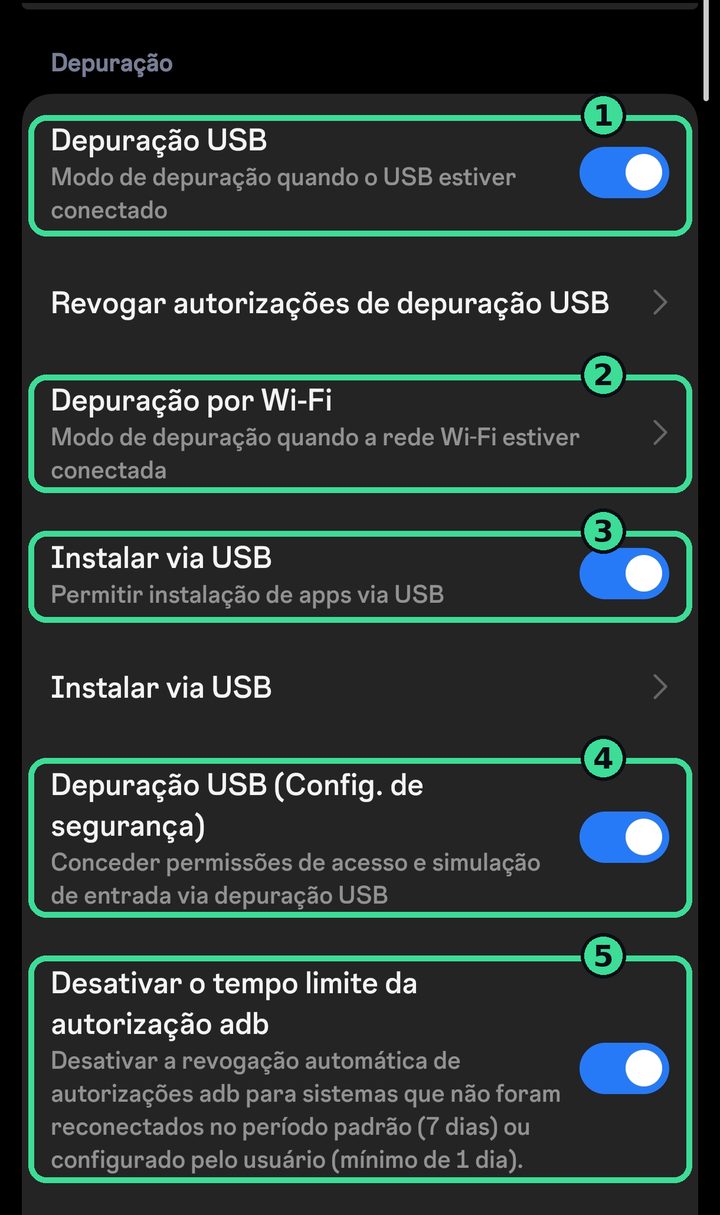 Depuração
1
Depuração USB
Modo de depuração quando o USB estiver
conectado
Revogar autorizações de depuração USB
2
Depuração por Wi-Fi
Modo de depuração quando a rede Wi-Fi estiver
conectada
3
Instalar via USB
Permitir instalação de apps via USB
Instalar via USB
4
Depuração USB (Config. de
segurança)
Conceder permissões de acesso e simulação
de entrada via depuração USB
5
Desativar o tempo limite da
autorização adb
Desativar a revogação automática de
autorizações adb para sistemas que não foram
reconectados no período padrão (7 dias) ou
configurado pelo usuário (mínimo de 1 dia).